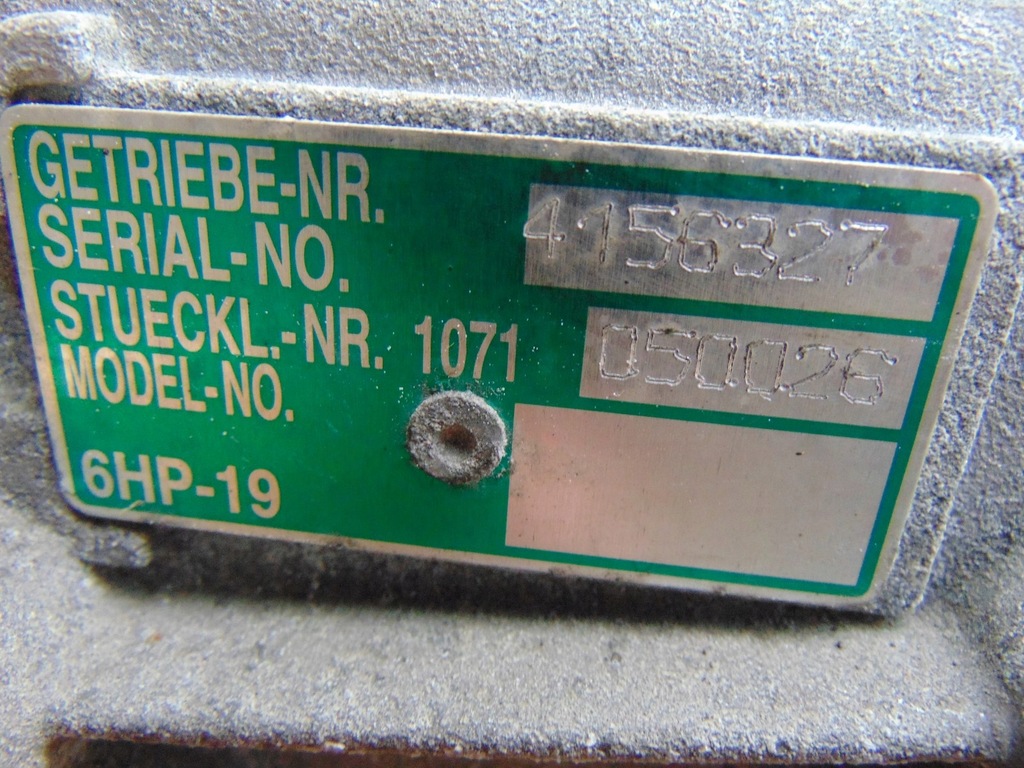 GETRIEBE-NR.
SERIAL-NO. 4156327
STUECKL.-NR. 1071 050026
MODEL-NO.
6HP-19